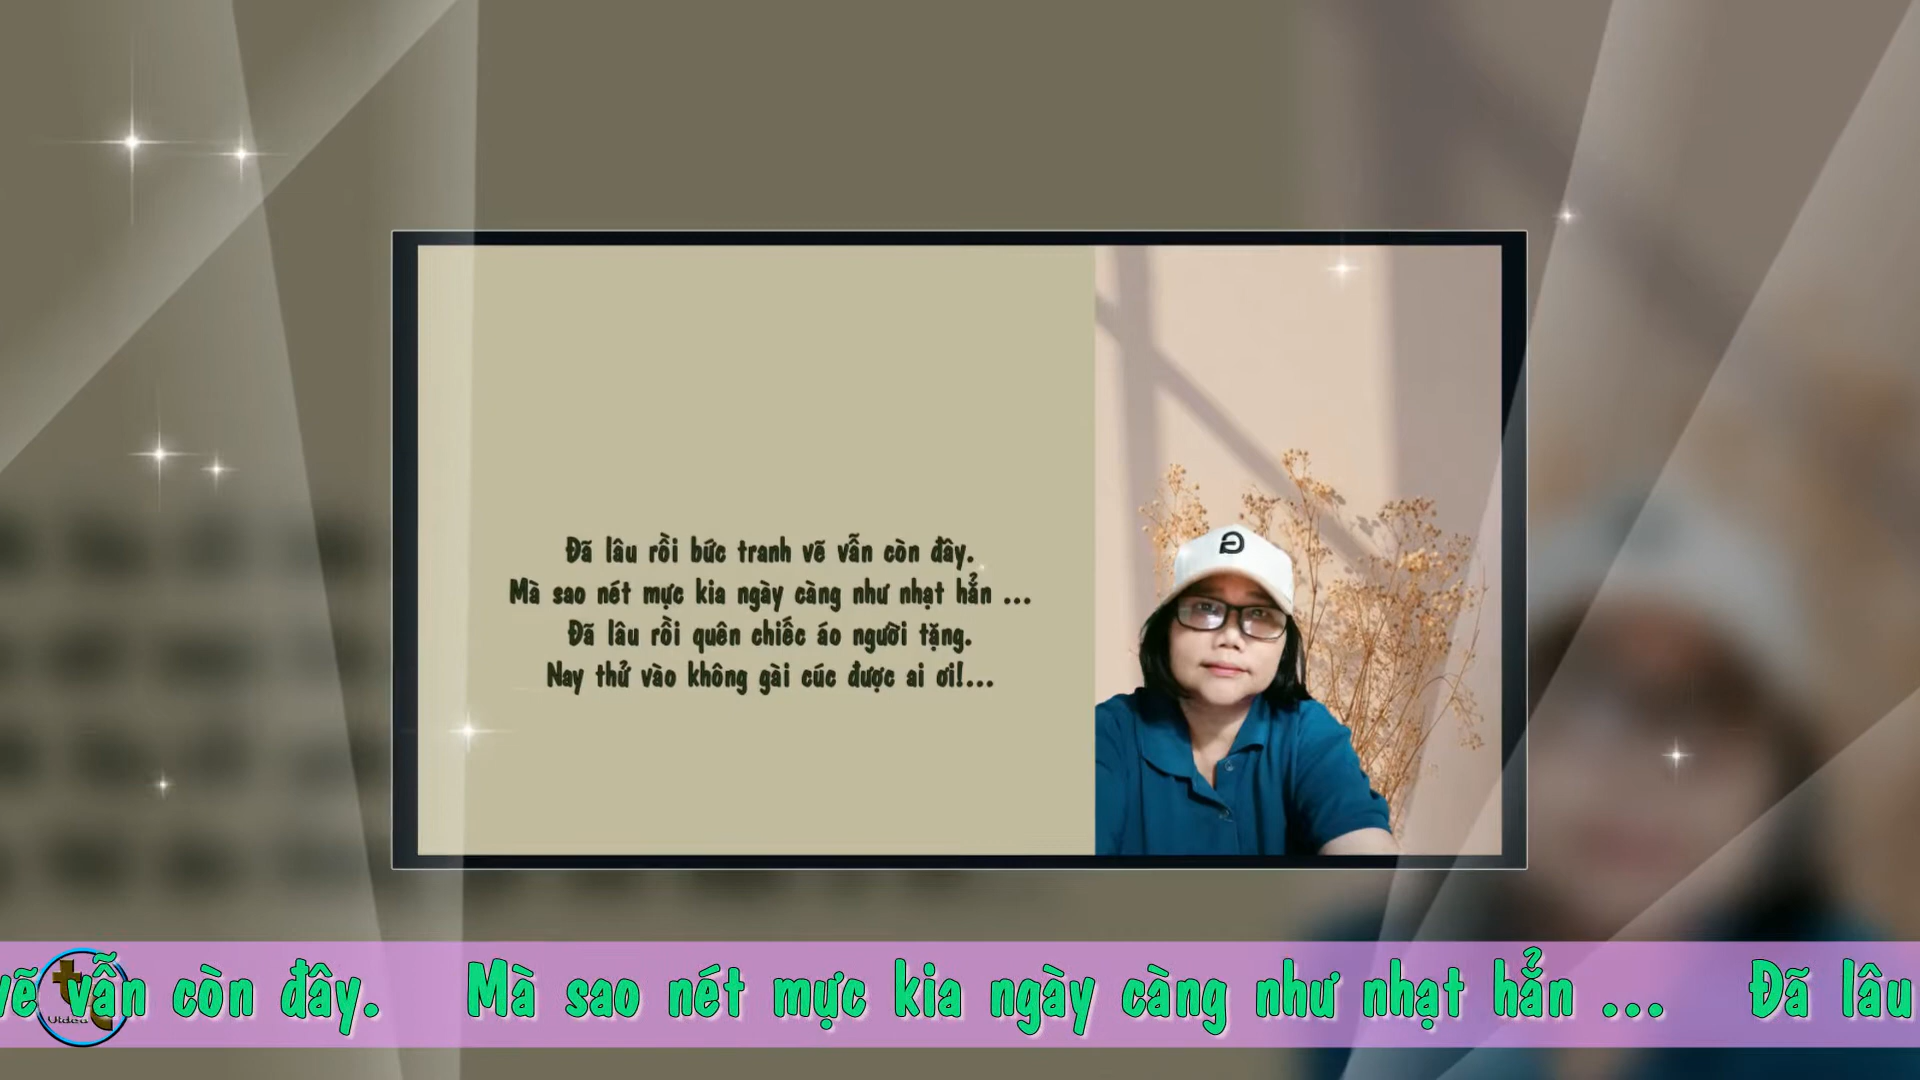 Đã lâu rồi bức tranh vẽ vẫn còn đây.
Mà sao nét mực kia ngày càng như nhạt hẳn ...
Đã lâu rồi quên chiếc áo người tặng.
Nay thử vào không gài cúc được ai ơi!...
vẽ vẫn còn đây. Mà sao nét mực kia ngày càng như nhạt hẳn ... Đã lâu
Video